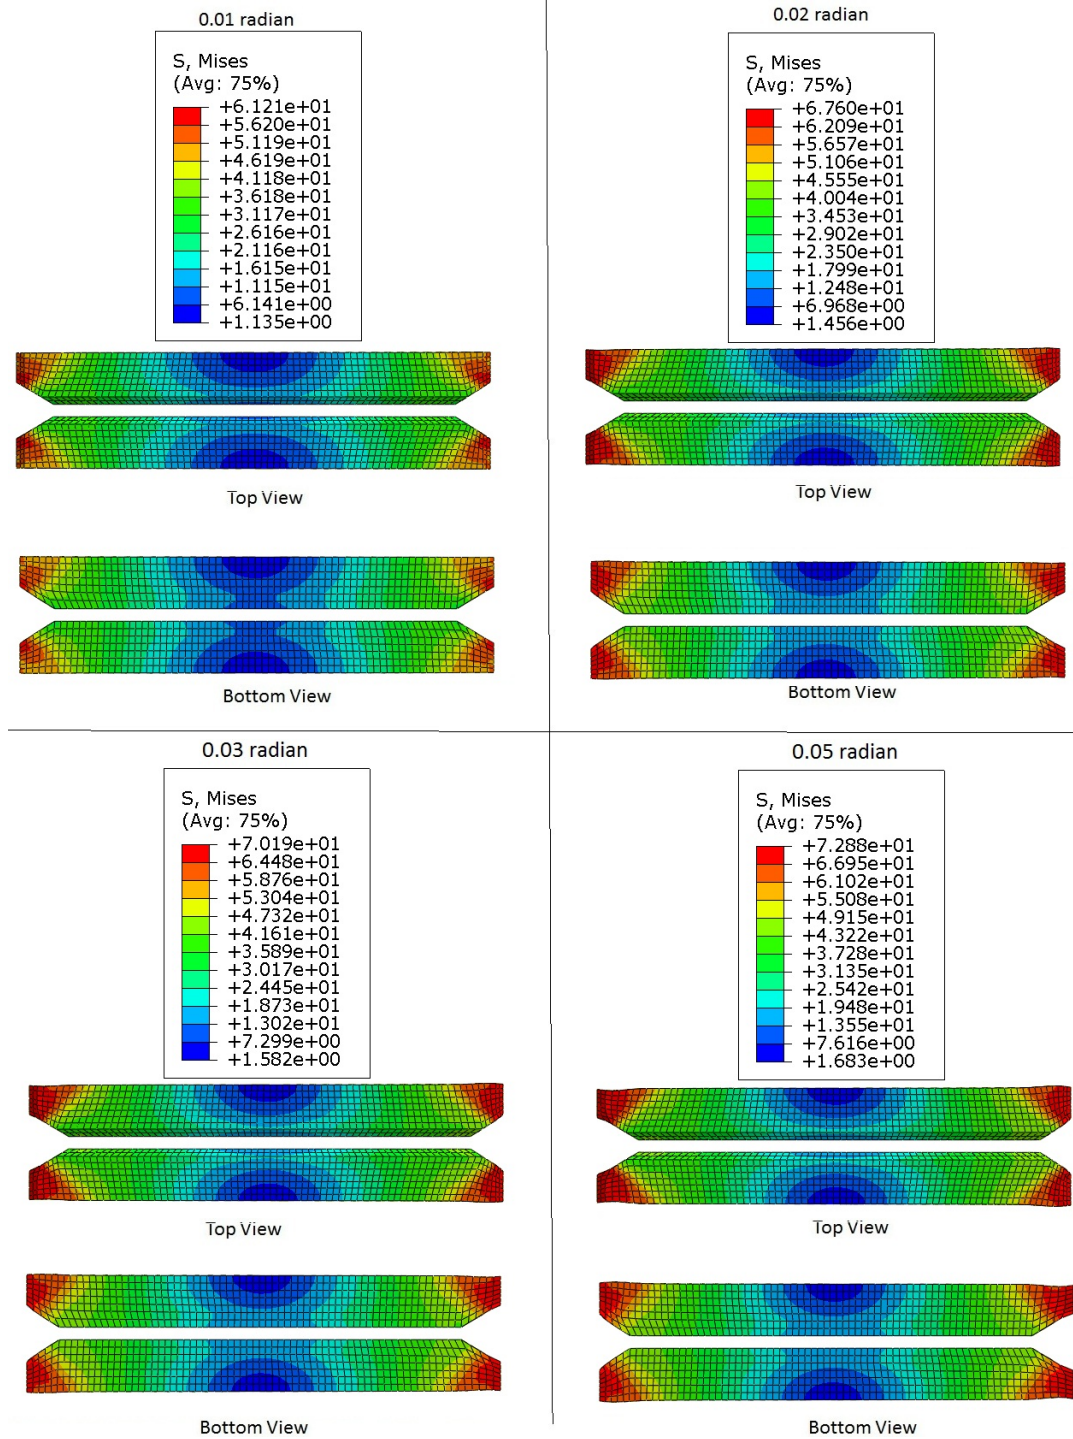 0.01 radian
S, Mises
(Avg: 75%)
+6.121e+01
+5.620e+01
+5.119e+01
+4.619e+01
+4.118e+01
+3.618e+01
+3.117e+01
+2.616e+01
+2.116e+01
+1.615e+01
+1.115e+01
+6.141e+00
+1.135e+00
Top View
Bottom View
0.02 radian
S, Mises
(Avg: 75%)
+6.760e+01
+6.209e+01
+5.657e+01
+5.106e+01
+4.555e+01
+4.004e+01
+3.453e+01
+2.902e+01
+2.350e+01
+1.799e+01
+1.248e+01
+6.968e+00
+1.456e+00
Top View
Bottom View
0.03 radian
S, Mises
(Avg: 75%)
+7.019e+01
+6.448e+01
+5.876e+01
+5.304e+01
+4.732e+01
+4.161e+01
+3.589e+01
+3.017e+01
+2.445e+01
+1.873e+01
+1.302e+01
+7.299e+00
+1.582e+00
Top View
Bottom View
0.05 radian
S, Mises
(Avg: 75%)
+7.288e+01
+6.695e+01
+6.102e+01
+5.508e+01
+4.915e+01
+4.322e+01
+3.728e+01
+3.135e+01
+2.542e+01
+1.948e+01
+1.355e+01
+7.616e+00
+1.683e+00
Top View
Bottom View